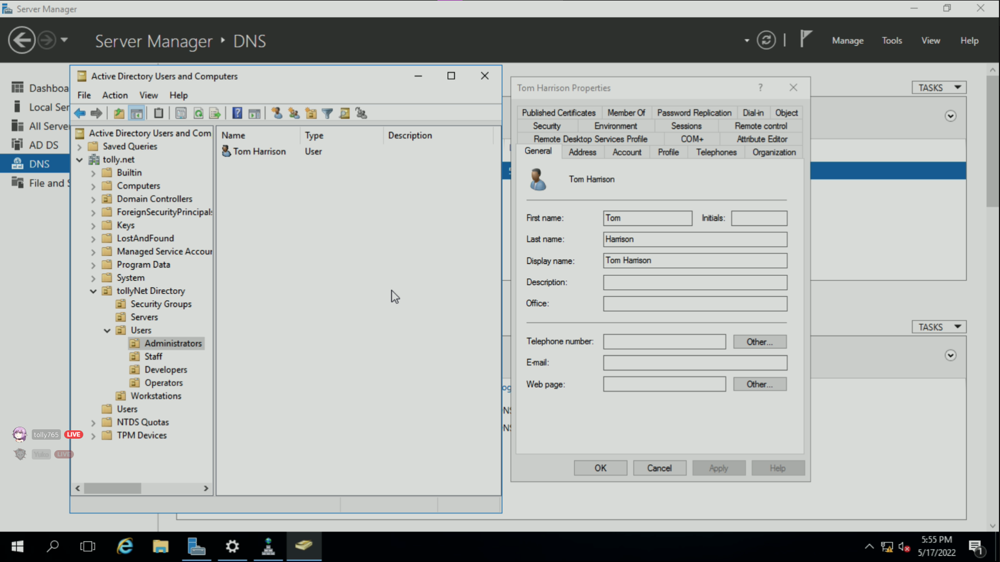 Server Manager
Server Manager ‣ DNS
Manage Tools View Help
Dashboa
Local Ser
All Server
AD DS
DNS
File and S
Active Directory Users and Computers
File Action View Help
Active Directory Users and Com
Saved Queries
tolly.net
Builtin
Computers
Domain Controllers
ForeignSecurityPrincipals
Keys
LostAndFound
Managed Service Accour
Program Data
System
tollyNet Directory
Security Groups
Servers
Users
Administrators
Staff
Developers
Operators
Workstations
Users
NTDS Quotas
TPM Devices
Name Type Description
Tom Harrison User
Tom Harrison Properties
Published Certificates Member Of Password Replication Dial-in Object
Security Environment Sessions Remote control
Remote Desktop Services Profile COM+ Attribute Editor
General Address Account Profile Telephones Organization
Tom Harrison
First name: Tom Initials:
Last name: Harrison
Display name: Tom Harrison
Description:
Office:
Telephone number: Other...
E-mail:
Web page: Other...
OK Cancel Apply Help
TASKS
TASKS
tolly765 LIVE
Yuko LIVE
5:55 PM
5/17/2022
1